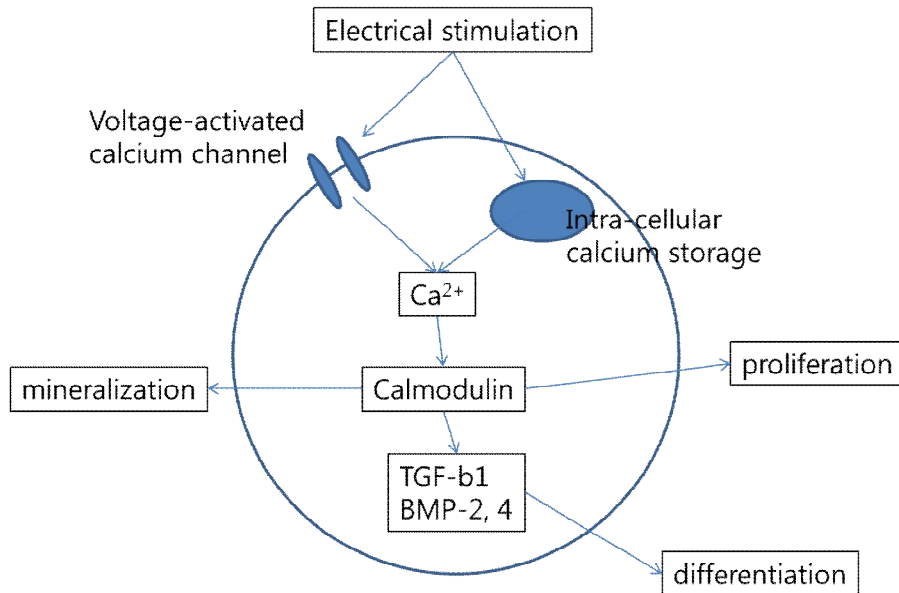 Electrical stimulation
Voltage-activated
calcium channel
Intra-cellular
calcium storage
Ca²⁺
mineralization
Calmodulin
proliferation
TGF-b1
BMP-2, 4
differentiation